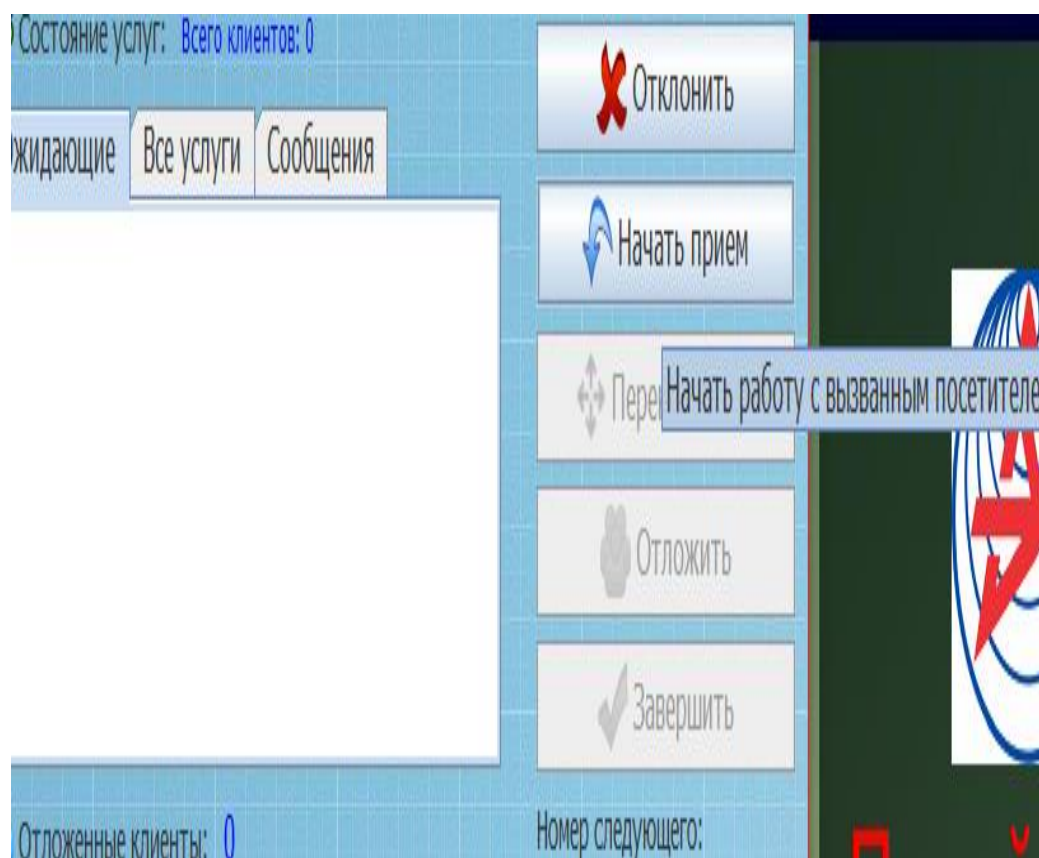 Состояние услуг: Всего клиентов: 0
Отклонить
жидающие Все услуги Сообщения
Начать прием
Пере
Начать работу с вызванным посетителе
Отложить
Завершить
Отложенные клиенты: 0
Номер следующего: